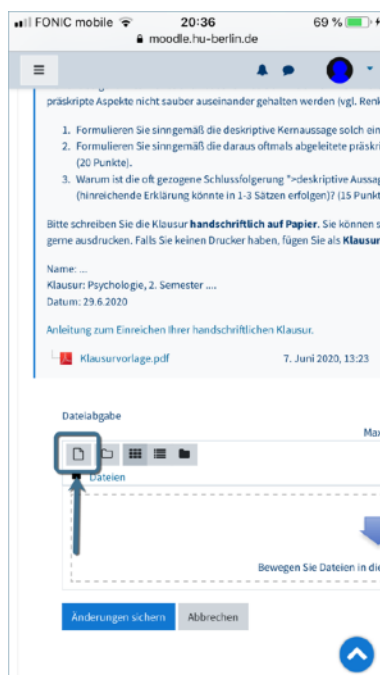 FONIC mobile 20:36 69 %
moodle.hu-berlin.de
präskripte Aspekte nicht sauber auseinander gehalten werden (vgl. Renk
1. Formulieren Sie sinngemäß die deskriptive Kernaussage solch ein
2. Formulieren Sie sinngemäß die daraus oftmals abgeleitete präskri
(20 Punkte).
3. Warum ist die oft gezogene Schlussfolgerung ">deskriptive Aussag
(hinreichende Erklärung könnte in 1-3 Sätzen erfolgen)? (15 Punkt
Bitte schreiben Sie die Klausur handschriftlich auf Papier. Sie können s
gerne ausdrucken. Falls Sie keinen Drucker haben, fügen Sie als Klausur
Name: ...
Klausur: Psychologie, 2. Semester ....
Datum: 29.6.2020
Anleitung zum Einreichen Ihrer handschriftlichen Klausur.
Klausurvorlage.pdf 7. Juni 2020, 13:23
Dateiabgabe
Max
Dateien
Bewegen Sie Dateien in die
Änderungen sichern Abbrechen